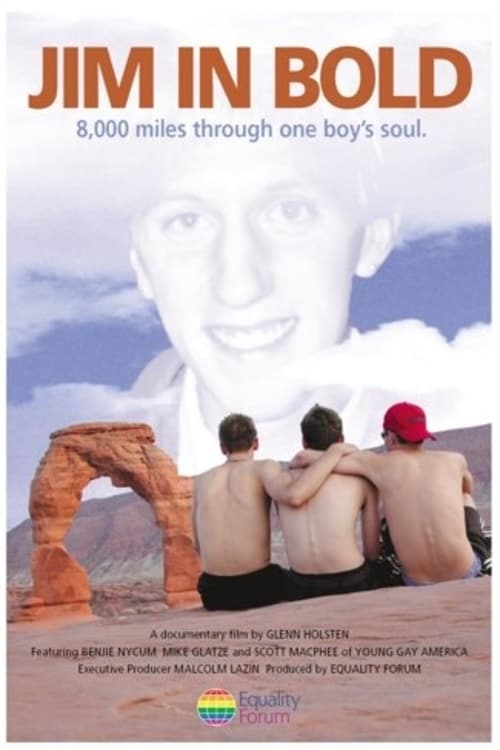 JIM IN BOLD
8,000 miles through one boy's soul.
A documentary film by GLENN HOLSTEN
Featuring BENJIE NYCUM MIKE GLATZE and SCOTT MACPHEE of YOUNG GAY AMERICA
Executive Producer MALCOLM LAZIN Produced by EQUALITY FORUM
Equality
Forum